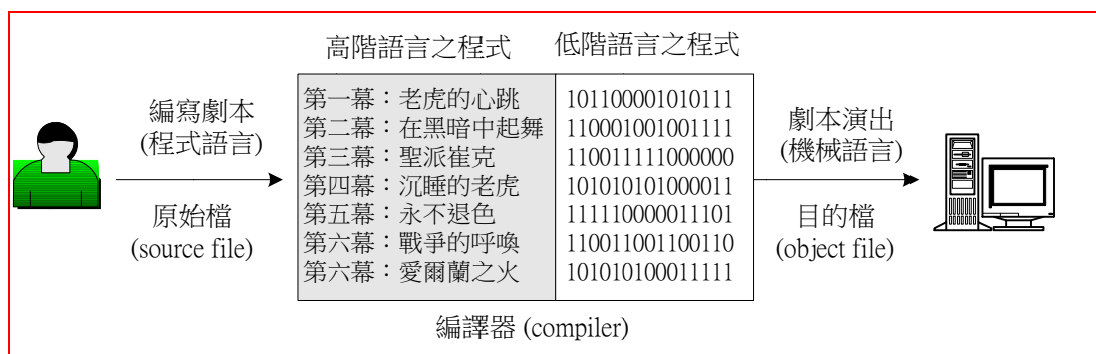 高階語言之程式
低階語言之程式
編寫劇本
(程式語言)
原始檔
(source file)
第一幕：老虎的心跳
第二幕：在黑暗中起舞
第三幕：聖派崔克
第四幕：沉睡的老虎
第五幕：永不退色
第六幕：戰爭的呼喚
第六幕：愛爾蘭之火
101100001010111
110001001001111
110011111000000
101010101000011
111110000011101
110011001100110
101010100011111
劇本演出
(機械語言)
目的檔
(object file)
編譯器 (compiler)